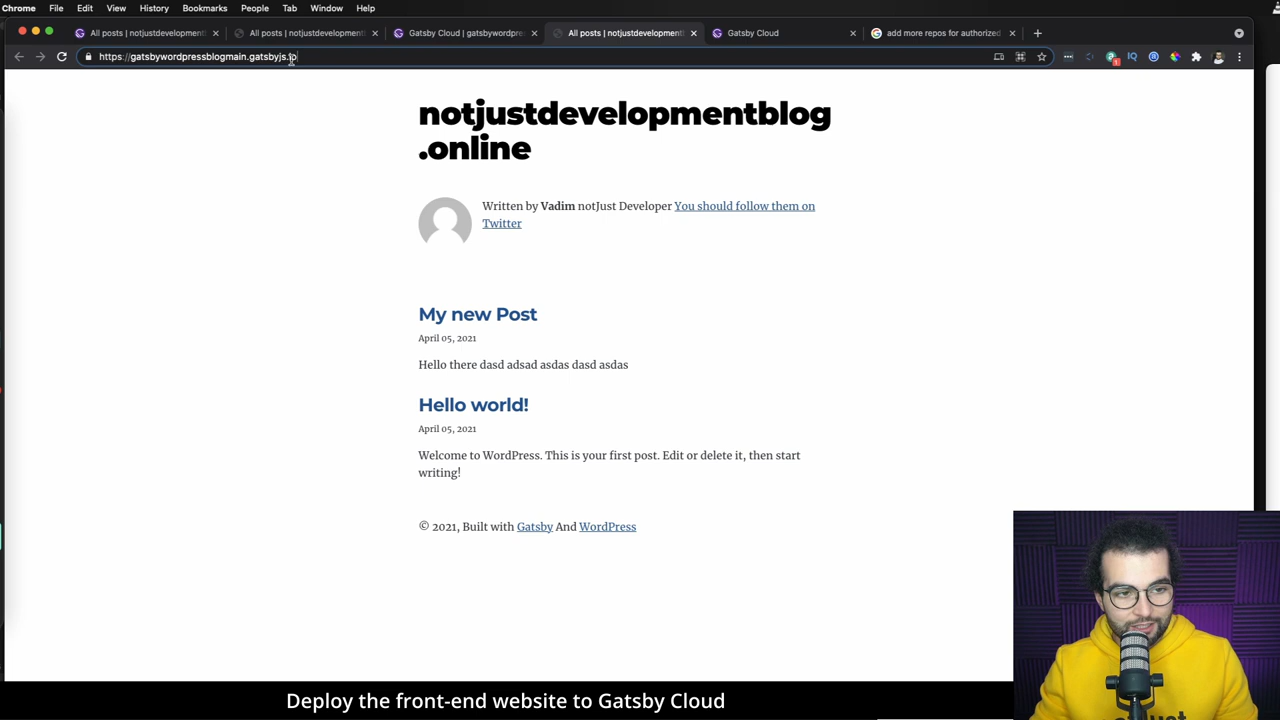 Chrome File Edit View History Bookmarks People Tab Window Help
All posts | notjustdevelopmentl
All posts | notjustdevelopmentl
Gatsby Cloud | gatsbywordpres
All posts | notjustdevelopmentl
Gatsby Cloud
add more repos for authorized
https://gatsbywordpressblogmain.gatsbyjs.io
notjustdevelopmentblog
.online
Written by Vadim notJust Developer You should follow them on
Twitter
My new Post
April 05, 2021
Hello there dasd adsad asdas dasd asdas
Hello world!
April 05, 2021
Welcome to WordPress. This is your first post. Edit or delete it, then start
writing!
© 2021, Built with Gatsby And WordPress
Deploy the front-end website to Gatsby Cloud